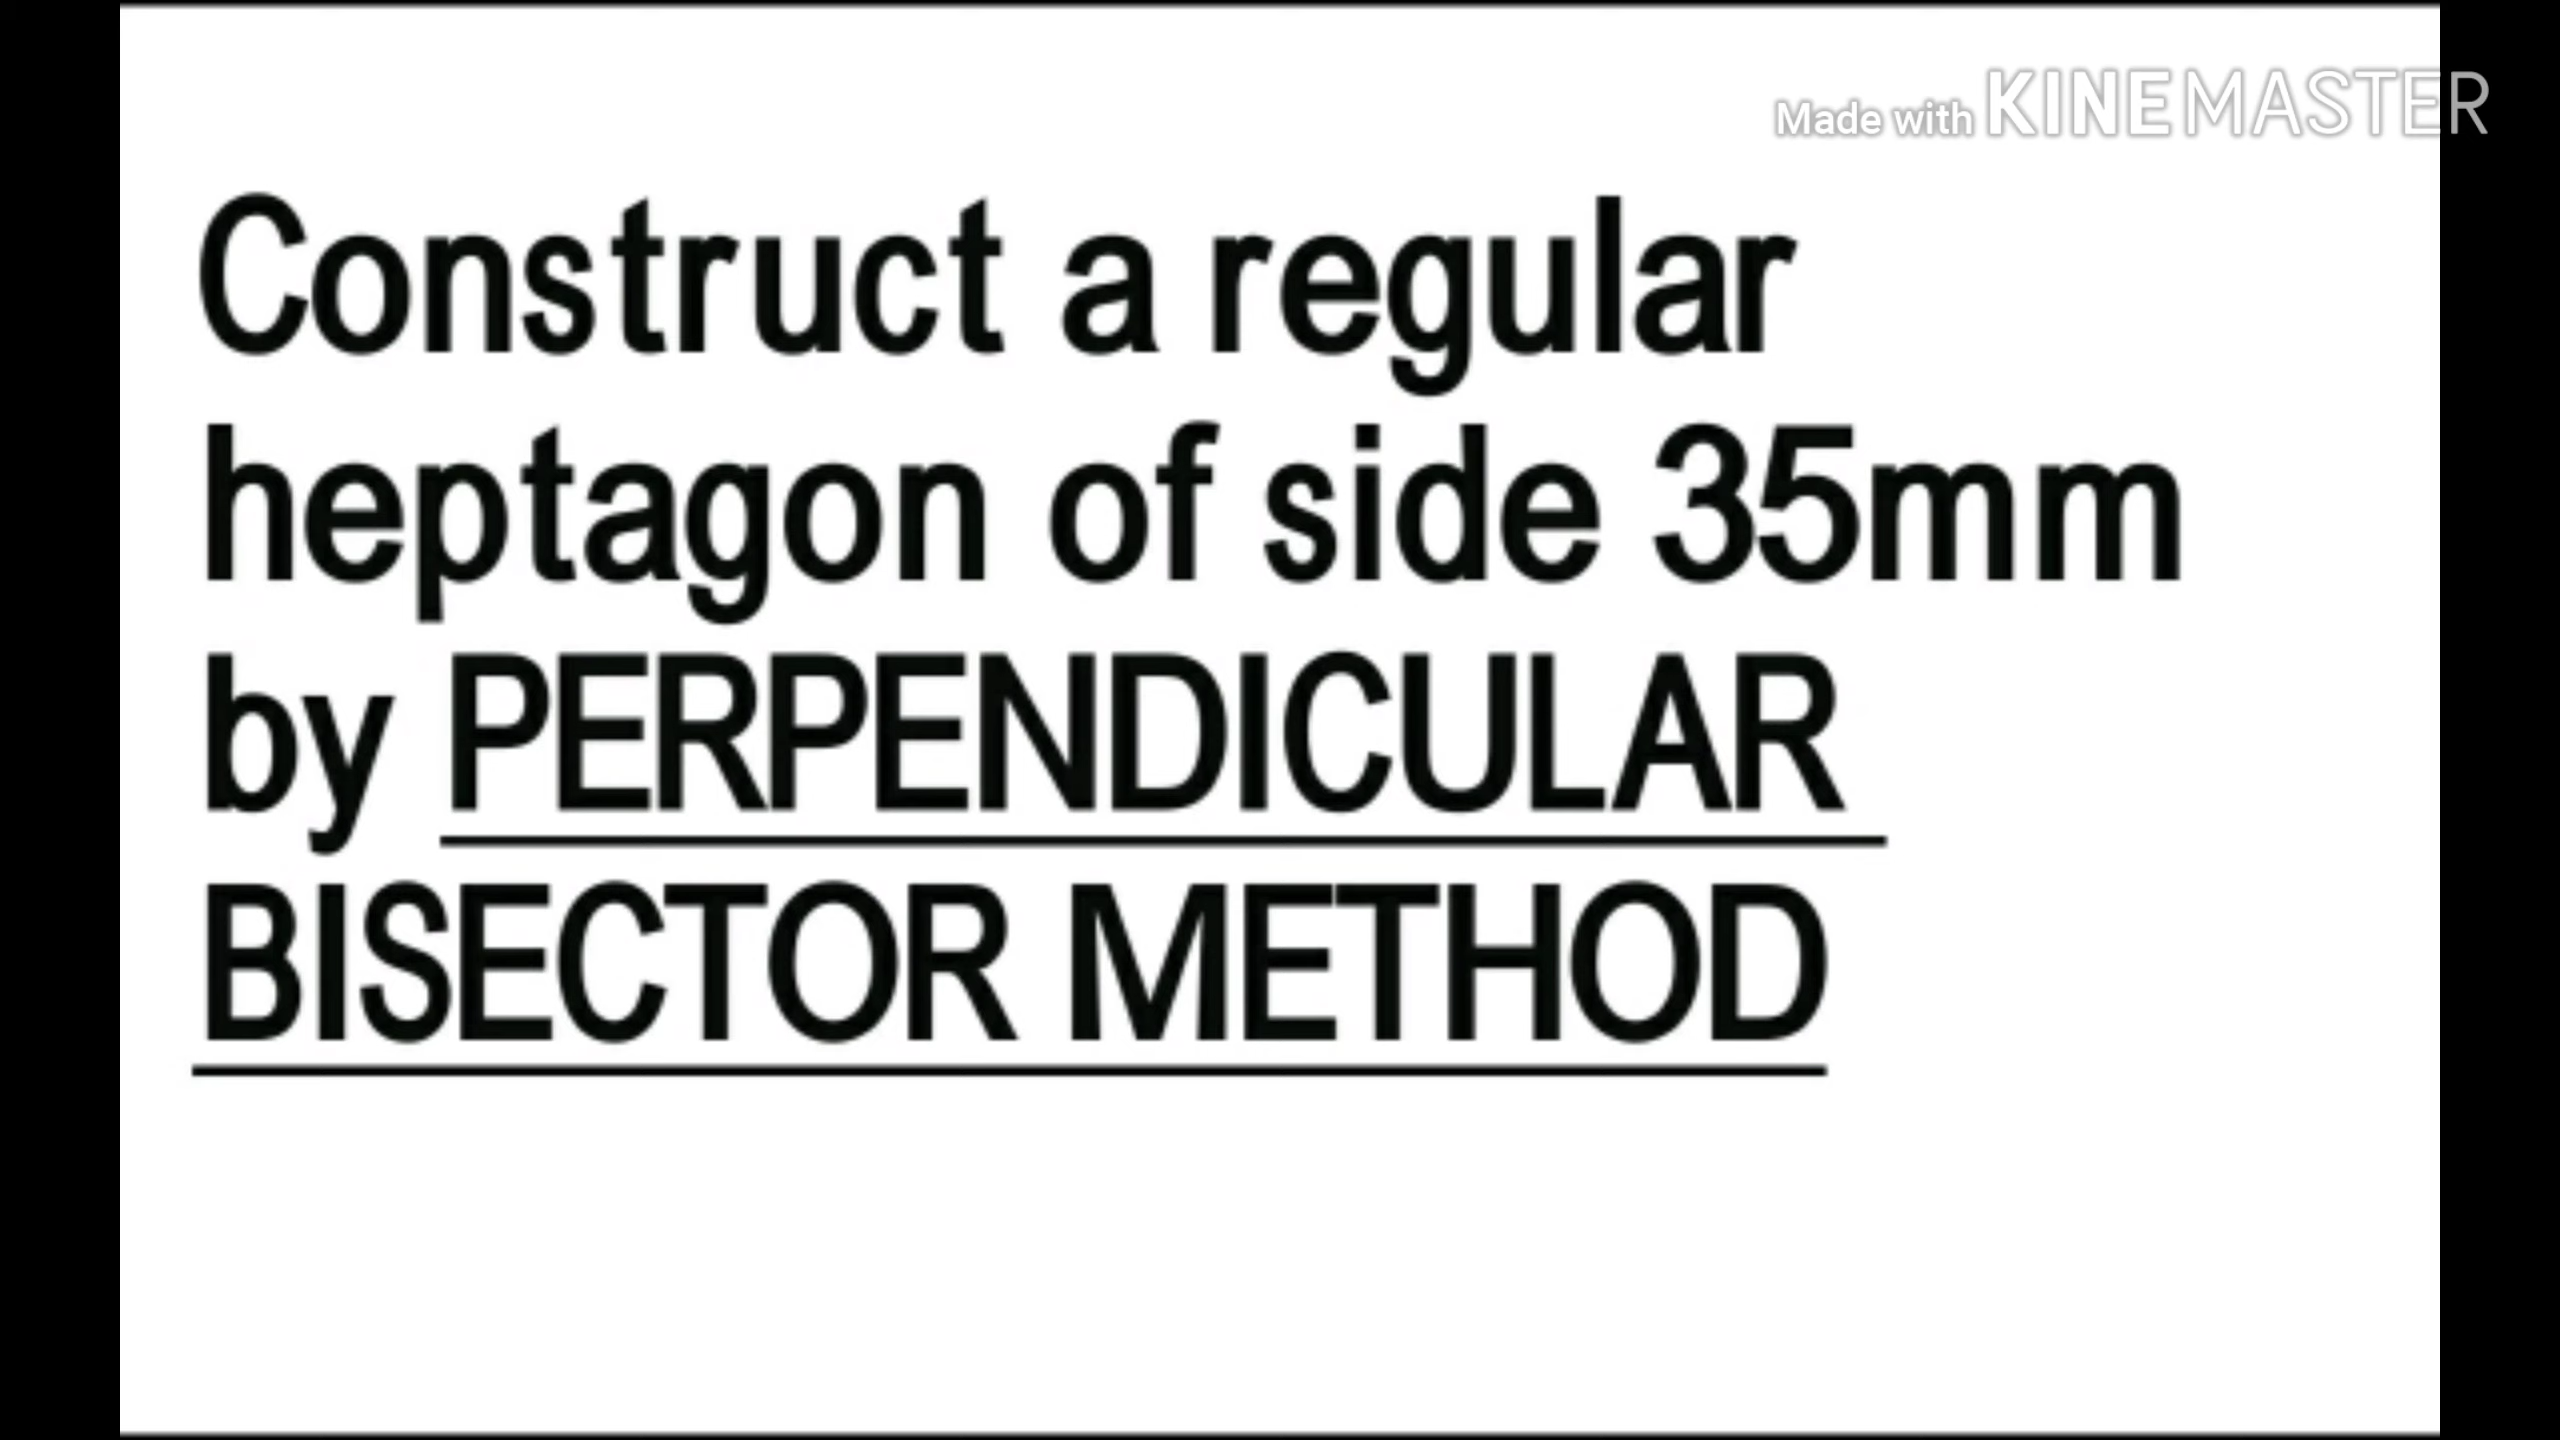 Made with KINEMASTER
Construct a regular
heptagon of side 35mm
by PERPENDICULAR
BISECTOR METHOD